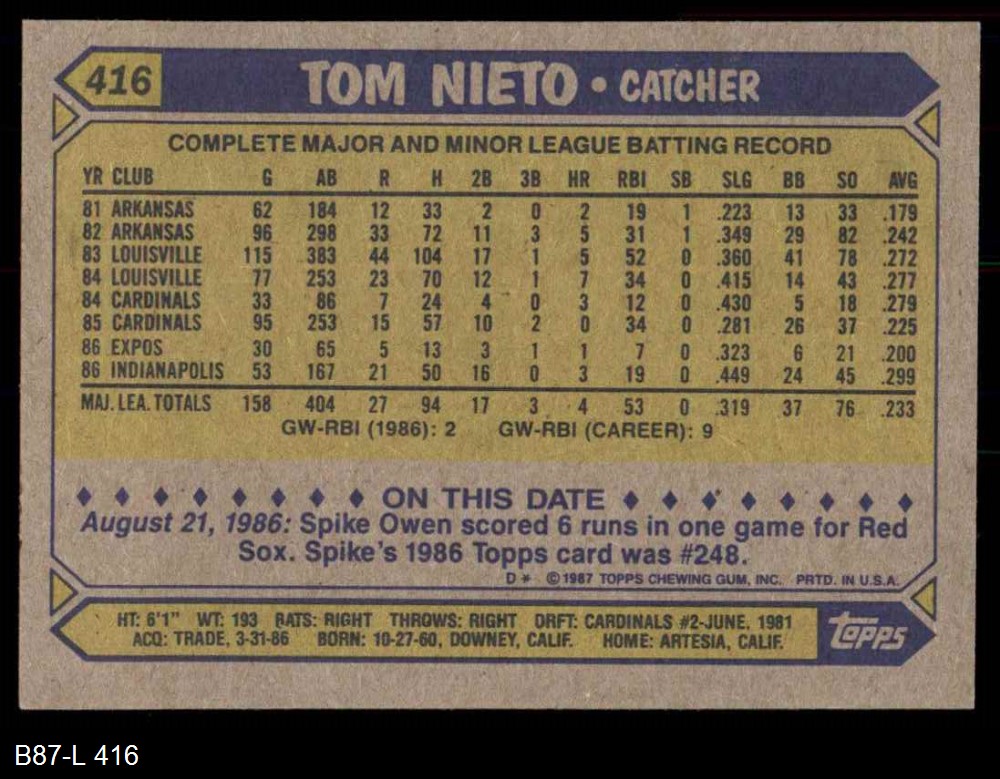 416
TOM NIETO • CATCHER
COMPLETE MAJOR AND MINOR LEAGUE BATTING RECORD
YR CLUB G AB R H 2B 3B HR RBI SB SLG BB SO AVG
81 ARKANSAS 62 184 12 33 2 0 2 19 1 .223 13 33 .179
82 ARKANSAS 96 298 33 72 11 3 5 31 1 .349 29 82 .242
83 LOUISVILLE 115 383 44 104 17 1 5 52 0 .360 41 78 .272
84 LOUISVILLE 77 253 23 70 12 1 7 34 0 .415 14 43 .277
84 CARDINALS 33 86 7 24 4 0 3 12 0 .430 5 18 .279
85 CARDINALS 95 253 15 57 10 2 0 34 0 .281 26 37 .225
86 EXPOS 30 65 5 13 3 1 1 7 0 .323 6 21 .200
86 INDIANAPOLIS 53 167 21 50 16 0 3 19 0 .449 24 45 .299
MAJ. LEA. TOTALS 158 404 27 94 17 3 4 53 0 .319 37 76 .233
GW-RBI (1986): 2 GW-RBI (CAREER): 9
ON THIS DATE
August 21, 1986: Spike Owen scored 6 runs in one game for Red
Sox. Spike's 1986 Topps card was #248.
D* ©1987 TOPPS CHEWING GUM, INC. PRTD. IN U.S.A.
HT: 6'1" WT: 193 BATS: RIGHT THROWS: RIGHT DRFT: CARDINALS #2-JUNE, 1981
ACQ: TRADE, 3-31-86 BORN: 10-27-60, DOWNEY, CALIF. HOME: ARTESIA, CALIF.
topps
B87-L 416